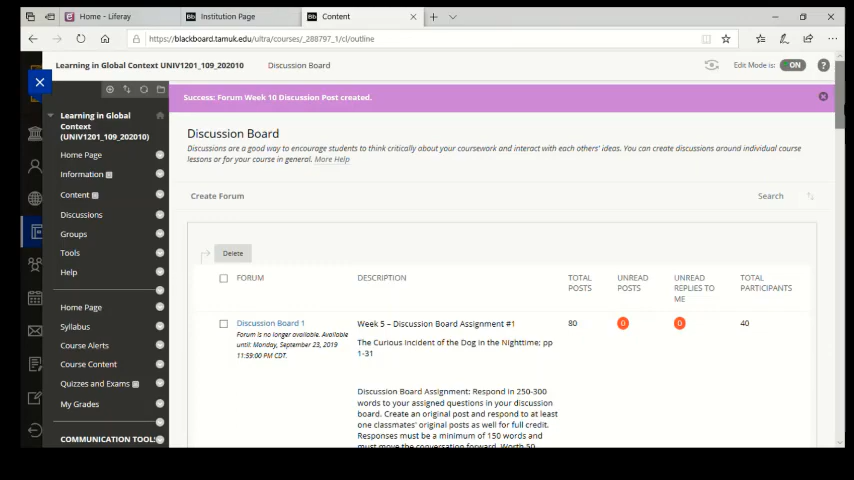 Home - Liferay
Institution Page
Content
https://blackboard.tamuk.edu/ultra/courses/_288797_1/cl/outline
Learning in Global Context UNIV1201_109_202010
Discussion Board
Edit Mode is:
ON
?
Success: Forum Week 10 Discussion Post created.
Learning in Global
Context
(UNIV1201_109_202010)
Home Page
Information
Content
Discussions
Groups
Tools
Help
Home Page
Syllabus
Course Alerts
Course Content
Quizzes and Exams
My Grades
COMMUNICATION TOOLS
Discussion Board
Discussions are a good way to encourage students to think critically about your coursework and interact with each others' ideas. You can create discussions around individual course
lessons or for your course in general. More Help
Create Forum
Search
Delete
FORUM
DESCRIPTION
TOTAL
POSTS
UNREAD
POSTS
UNREAD
REPLIES TO
ME
TOTAL
PARTICIPANTS
Discussion Board 1
Forum is no longer available. Available
until: Monday, September 23, 2019
11:59:00 PM CDT.
Week 5 – Discussion Board Assignment #1
The Curious Incident of the Dog in the Nighttime; pp
1-31
Discussion Board Assignment: Respond in 250-300
words to your assigned questions in your discussion
board. Create an original post and respond to at least
one classmates' original posts as well for full credit.
Responses must be a minimum of 150 words and
must move the conversation forward. Worth 50
80
0
0
40